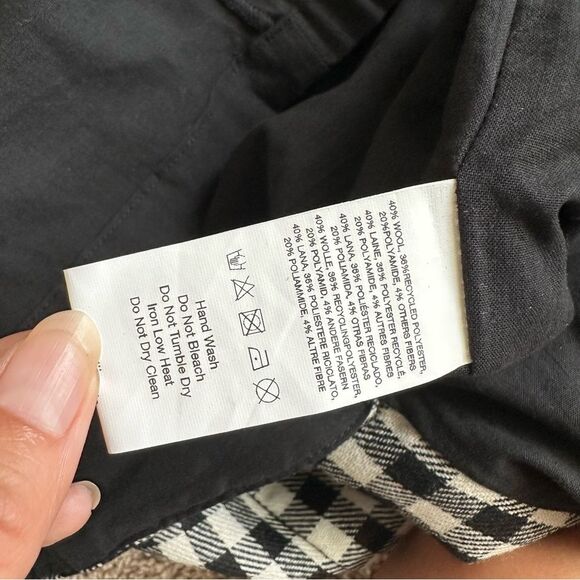 40% WOOL, 36%RECYCLED POLYESTER,
20%POLYAMIDE, 4% OTHERS FIBERS
40% LAIRE, 36% POLYESTER RECYCLÉ,
20% POLYAMIDE, 4% AUTRES FIBRES
40% LANA, 36% POLIÉSTER RECICLADO,
20% POLIAMIDA, 4% OTRAS FIBRAS
40% WOLLE, 36% RECYCLINGPOLYESTER,
20% POLYAMID, 4% ANDERE FASERN
40% LANA, 36% POLIESTERE RICICLATO,
20% POLIAMMIDE, 4% ALTRE FIBRE
Hand Wash
Do Not Bleach
Do Not Tumble Dry
Iron Low Heat
Do Not Dry Clean